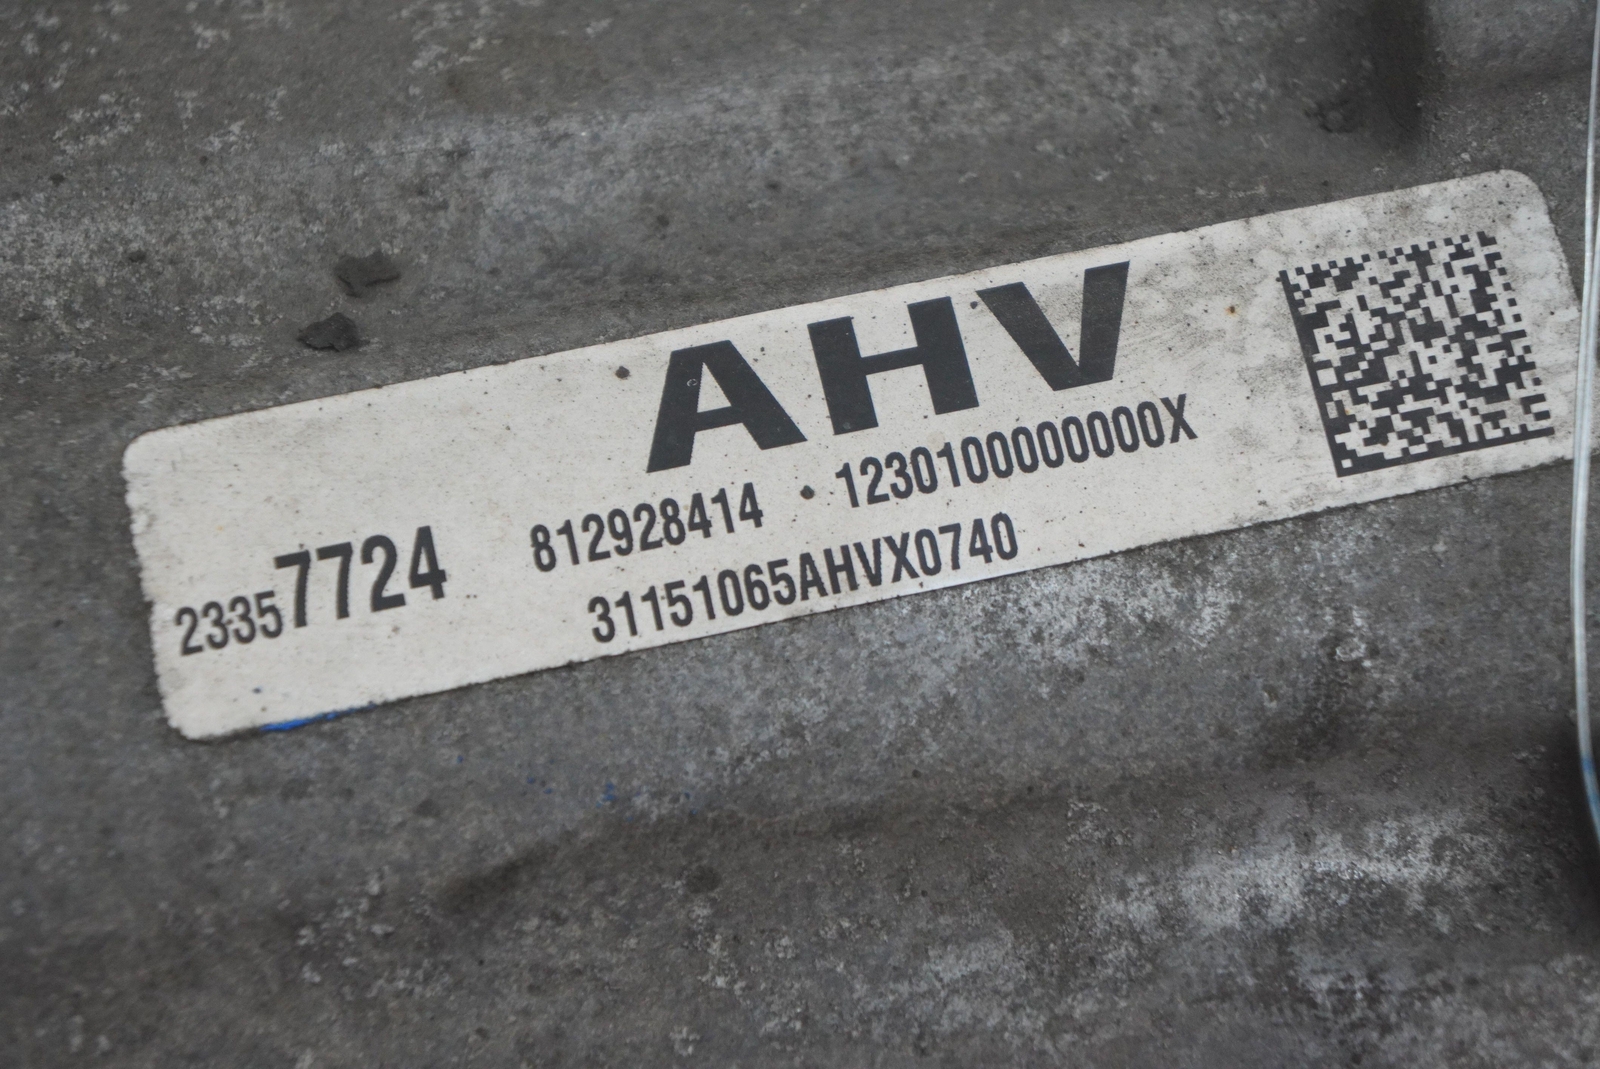 AHV
812928414 • 1230100000000X
23357724
31151065AHVX0740